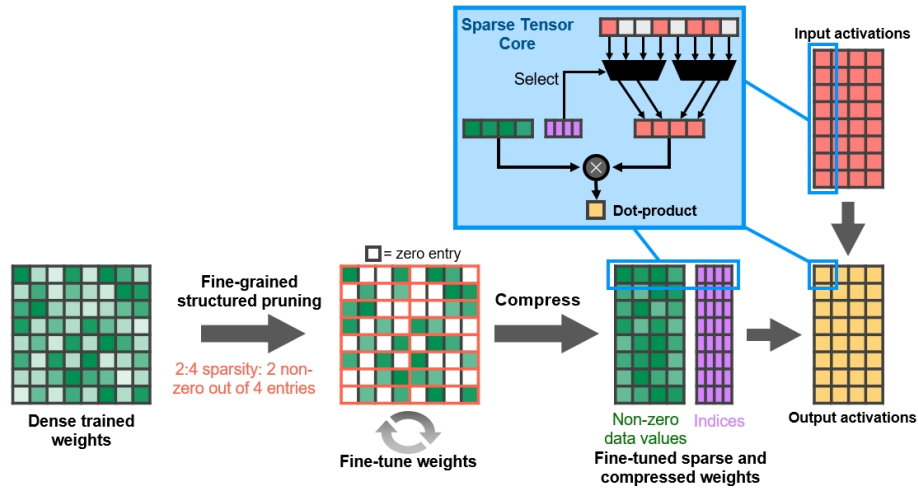 Sparse Tensor
Core
Select
Dot-product
Input activations
= zero entry
Fine-grained
structured pruning
2:4 sparsity: 2 non-
zero out of 4 entries
Compress
Dense trained
weights
Fine-tune weights
Non-zero
data values
Indices
Fine-tuned sparse and
compressed weights
Output activations